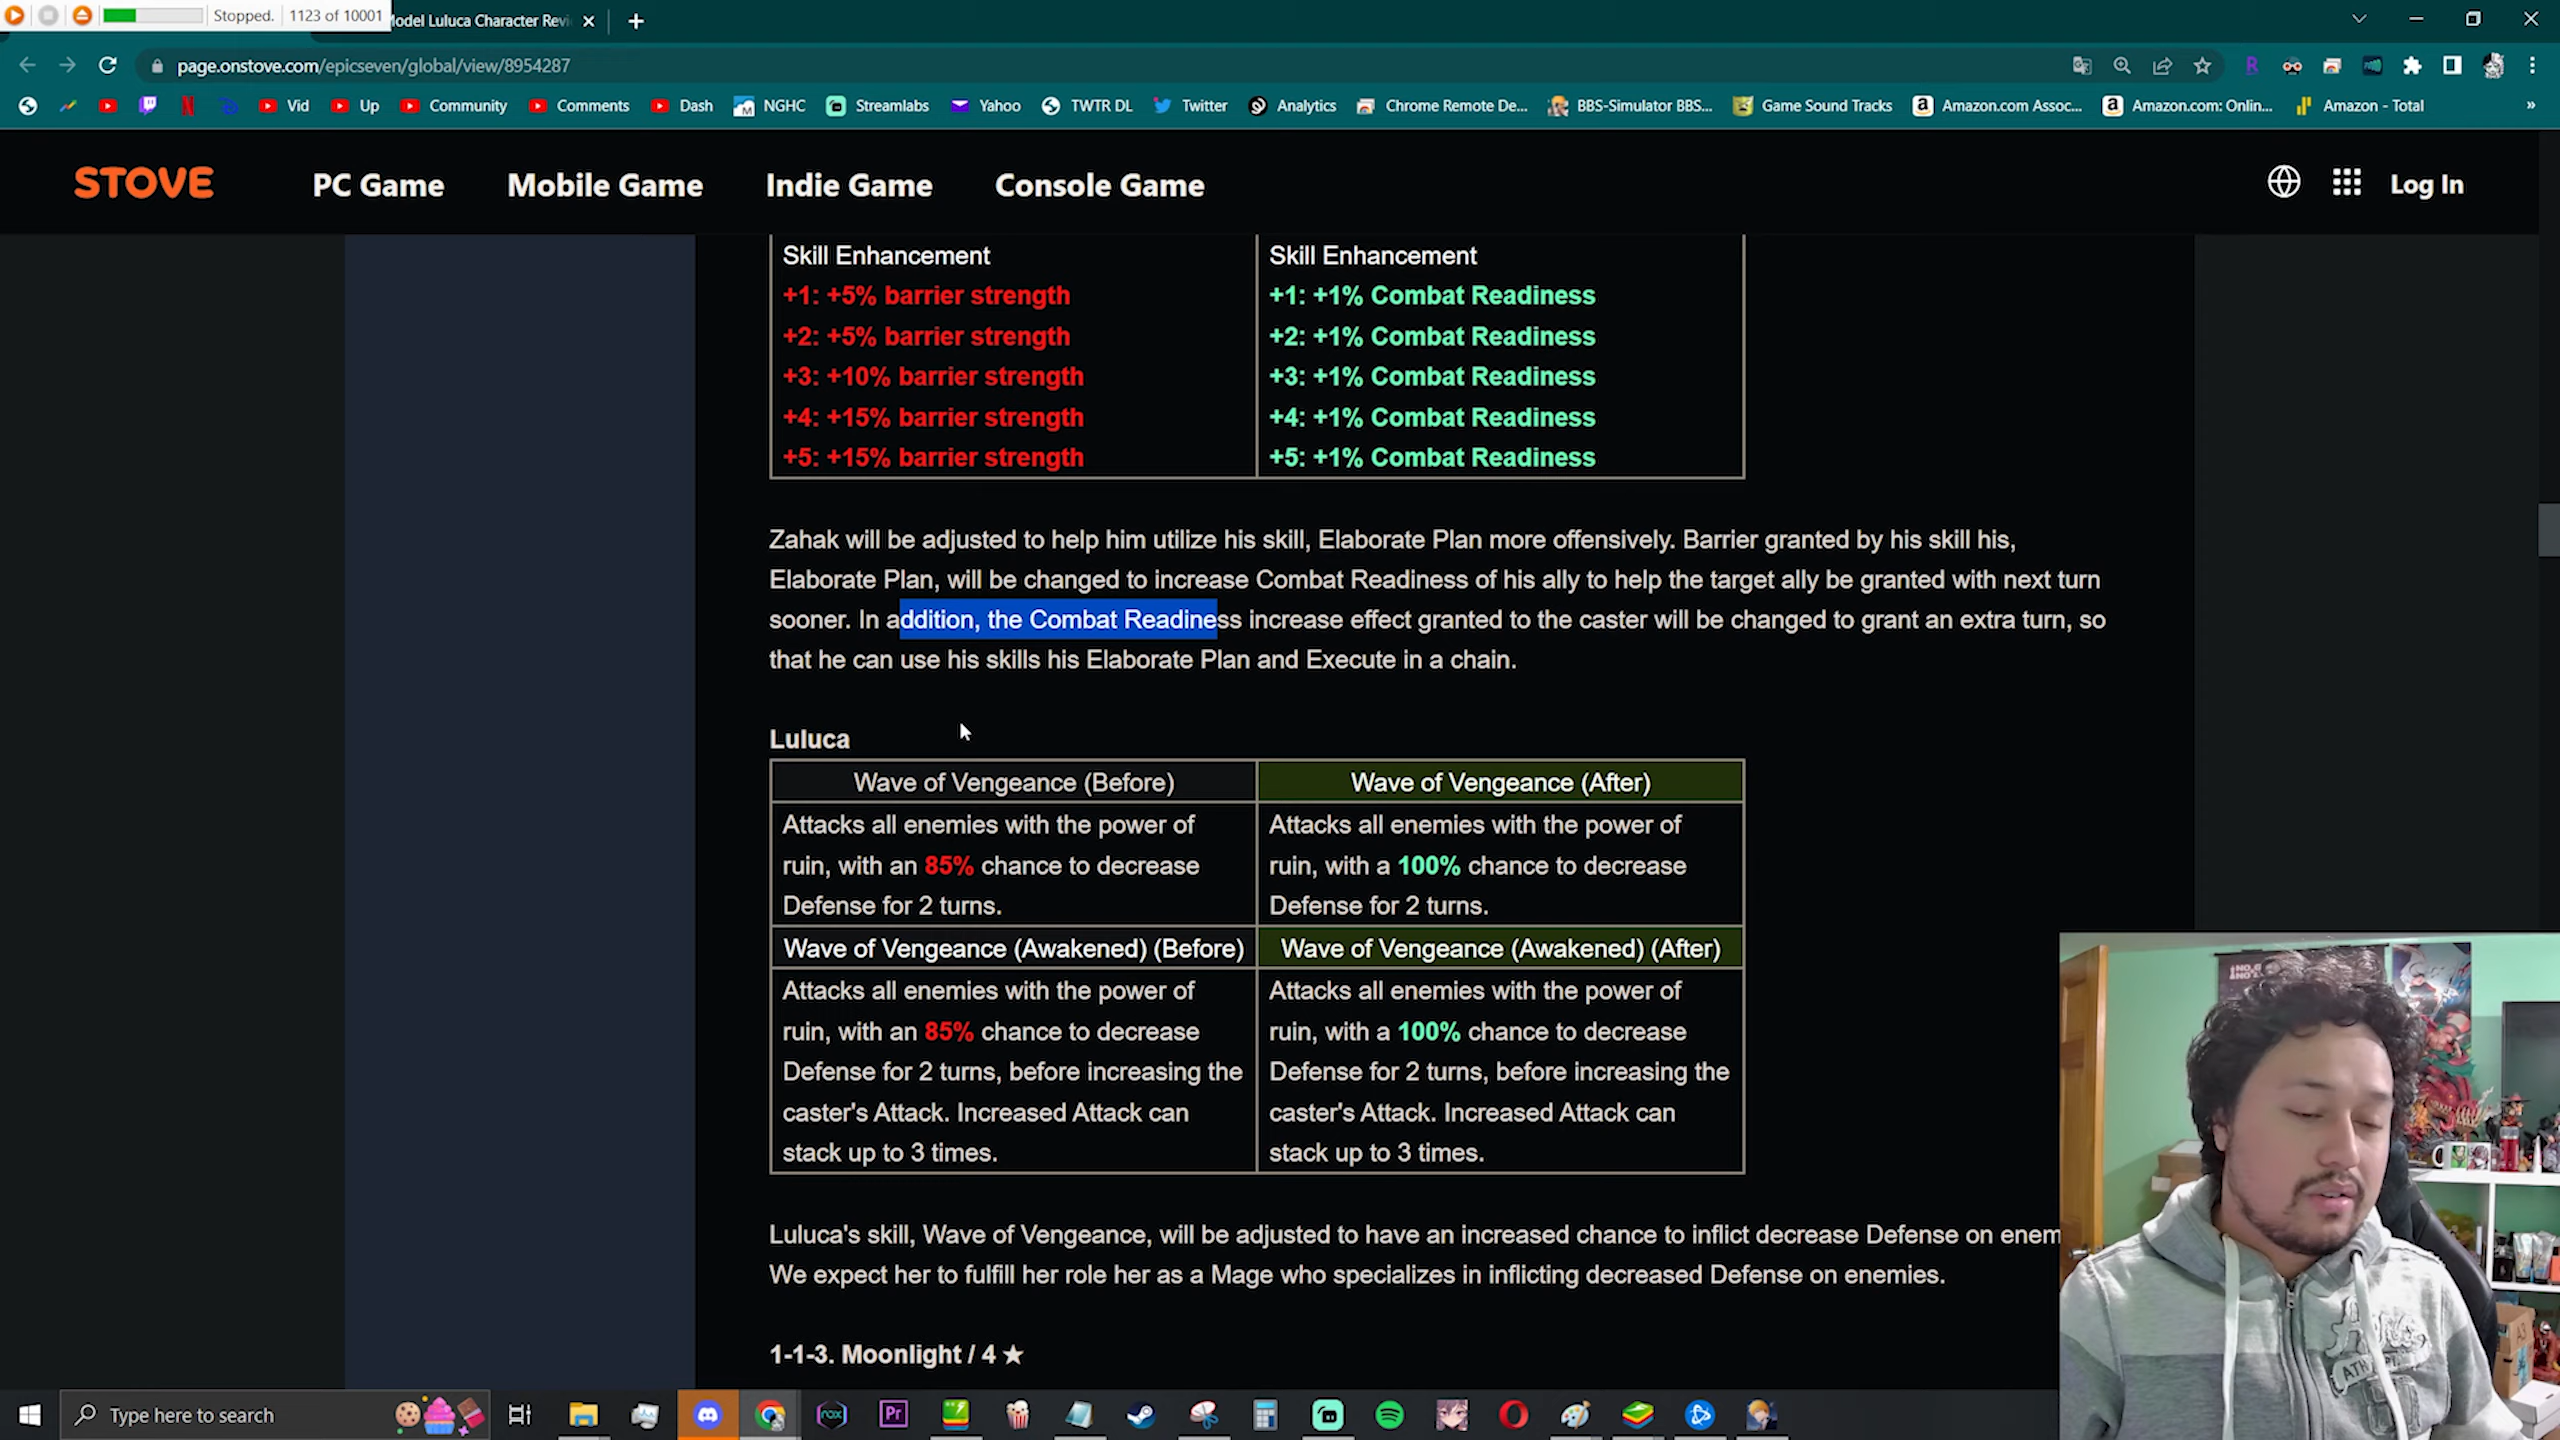 Stopped. 1123 of 10001
odel Luluca Character Revi
page.onstove.com/epicseven/global/view/8954287
Vid Up Community Comments Dash NGHC Streamlabs Yahoo TWTR DL Twitter Analytics Chrome Remote De... BBS-Simulator BBS... Game Sound Tracks Amazon.com Assoc... Amazon.com: Onlin... Amazon - Total
STOVE PC Game Mobile Game Indie Game Console Game Log In
Skill Enhancement Skill Enhancement
+1: +5% barrier strength +1: +1% Combat Readiness
+2: +5% barrier strength +2: +1% Combat Readiness
+3: +10% barrier strength +3: +1% Combat Readiness
+4: +15% barrier strength +4: +1% Combat Readiness
+5: +15% barrier strength +5: +1% Combat Readiness
Zahak will be adjusted to help him utilize his skill, Elaborate Plan more offensively. Barrier granted by his skill his,
Elaborate Plan, will be changed to increase Combat Readiness of his ally to help the target ally be granted with next turn
sooner. In addition, the Combat Readiness increase effect granted to the caster will be changed to grant an extra turn, so
that he can use his skills his Elaborate Plan and Execute in a chain.
Luluca
Wave of Vengeance (Before) Wave of Vengeance (After)
Attacks all enemies with the power of Attacks all enemies with the power of
ruin, with an 85% chance to decrease ruin, with a 100% chance to decrease
Defense for 2 turns. Defense for 2 turns.
Wave of Vengeance (Awakened) (Before) Wave of Vengeance (Awakened) (After)
Attacks all enemies with the power of Attacks all enemies with the power of
ruin, with an 85% chance to decrease ruin, with a 100% chance to decrease
Defense for 2 turns, before increasing the Defense for 2 turns, before increasing the
caster's Attack. Increased Attack can caster's Attack. Increased Attack can
stack up to 3 times. stack up to 3 times.
Luluca's skill, Wave of Vengeance, will be adjusted to have an increased chance to inflict decrease Defense on enem
We expect her to fulfill her role her as a Mage who specializes in inflicting decreased Defense on enemies.
1-1-3. Moonlight / 4 ★
Type here to search